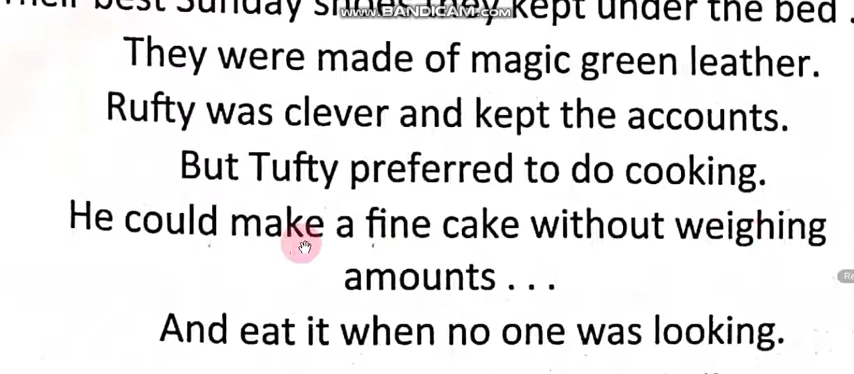 best Sunday shoes they kept under the bed .
WWW.BANDICAM.COM
They were made of magic green leather.
Rufty was clever and kept the accounts.
But Tufty preferred to do cooking.
He could make a fine cake without weighing
amounts . . .
And eat it when no one was looking.